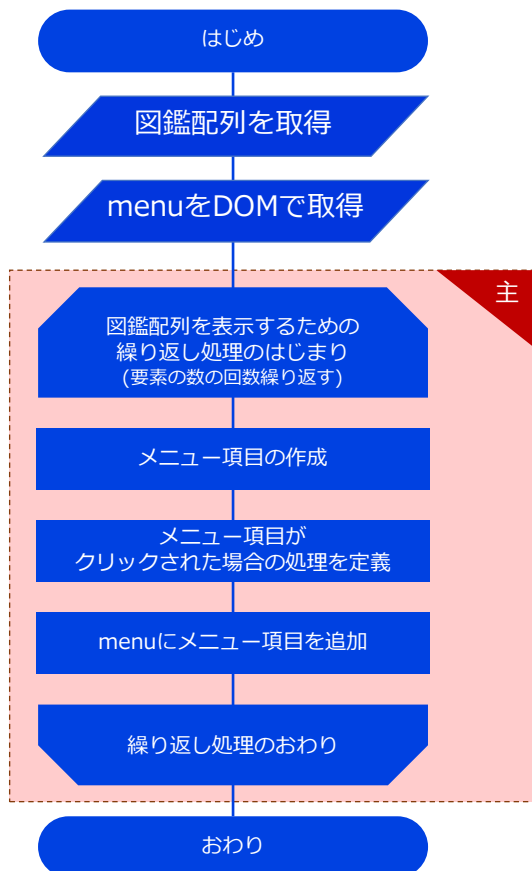 はじめ
図鑑配列を取得
menuをDOMで取得
主
図鑑配列を表示するための
繰り返し処理のはじまり
(要素の数の回数繰り返す)
メニュー項目の作成
メニュー項目が
クリックされた場合の処理を定義
menuにメニュー項目を追加
繰り返し処理のおわり
おわり